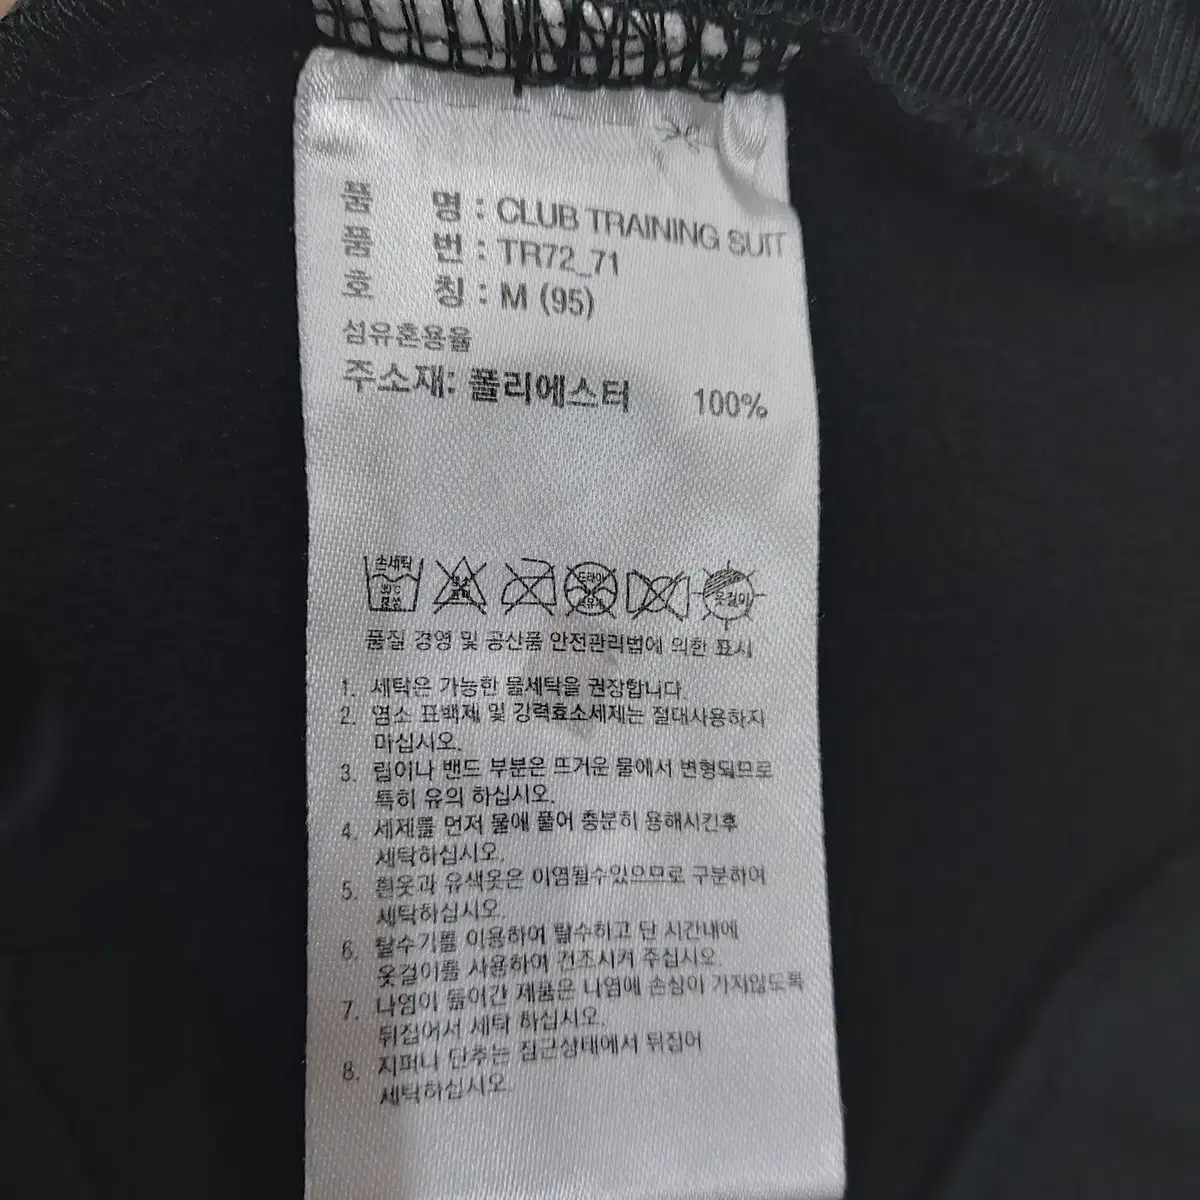 품 명 : CLUB TRAINING SUIT
품 번 : TR72_71
호 칭 : M (95)
섬유혼용율
주소재: 폴리에스터 100%
손세탁 드라이 옷걸이
30℃ 중성
품질 경영 및 공산품 안전관리법에 의한 표시
1. 세탁은 가능한 물세탁을 권장합니다.
2. 염소 표백제 및 강력효소세제는 절대사용하지
마십시오.
3. 립이나 밴드 부분은 뜨거운 물에서 변형되므로
특히 유의 하십시오.
4. 세제를 먼저 물에 풀어 충분히 용해시킨후
세탁하십시오.
5. 흰옷과 유색옷은 이염될수있으므로 구분하여
세탁하십시오.
6. 탈수기를 이용하여 탈수하고 단 시간내에
옷걸이를 사용하여 건조시켜 주십시오.
7. 나염이 들어간 제품은 나염에 손상이 가지않도록
뒤집어서 세탁 하십시오.
8. 지퍼니 단추는 잠근상태에서 뒤집어
세탁하십시오.